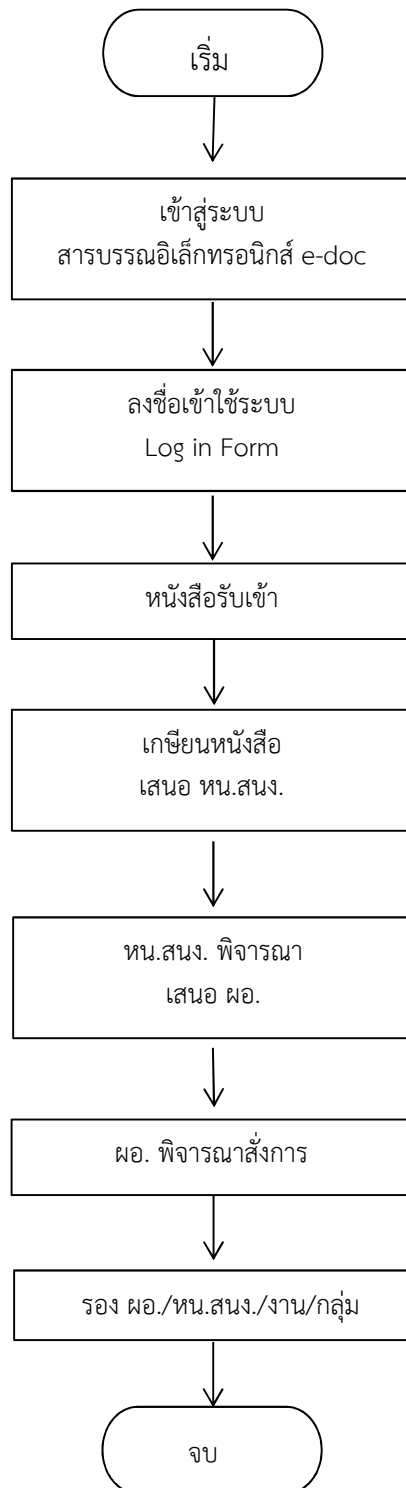 เริ่ม
เข้าสู่ระบบ
สารบรรณอิเล็กทรอนิกส์ e-doc
ลงชื่อเข้าใช้ระบบ
Log in Form
หนังสือรับเข้า
เกษียนหนังสือ
เสนอ หน.สนง.
หน.สนง. พิจารณา
เสนอ ผอ.
ผอ. พิจารณาสั่งการ
รอง ผอ./หน.สนง./งาน/กลุ่ม
จบ